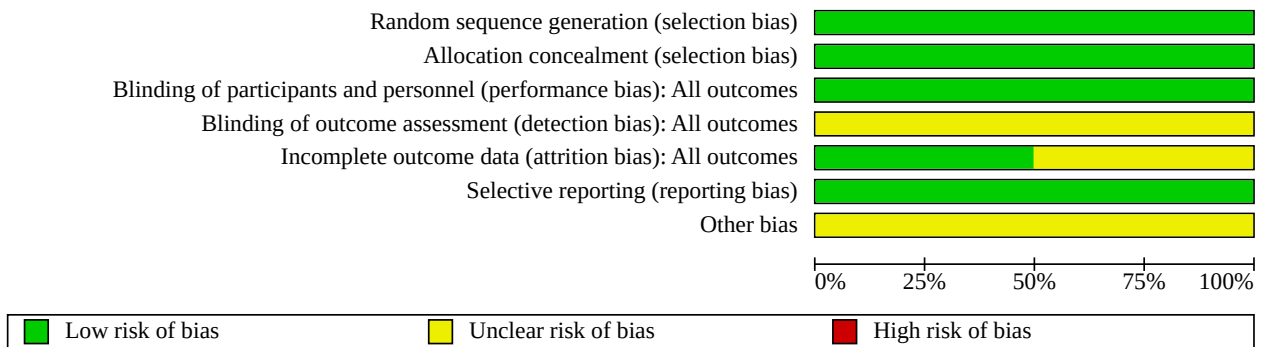 Random sequence generation (selection bias)
Allocation concealment (selection bias)
Blinding of participants and personnel (performance bias): All outcomes
Blinding of outcome assessment (detection bias): All outcomes
Incomplete outcome data (attrition bias): All outcomes
Selective reporting (reporting bias)
Other bias
0% 25% 50% 75% 100%
Low risk of bias Unclear risk of bias High risk of bias